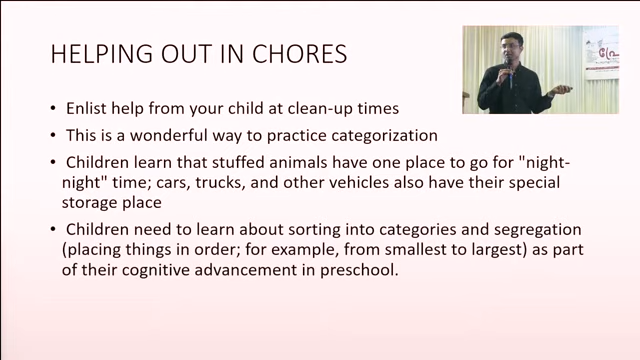 HELPING OUT IN CHORES
• Enlist help from your child at clean-up times
• This is a wonderful way to practice categorization
• Children learn that stuffed animals have one place to go for "night-
night" time; cars, trucks, and other vehicles also have their special
storage place
• Children need to learn about sorting into categories and segregation
(placing things in order; for example, from smallest to largest) as part
of their cognitive advancement in preschool.